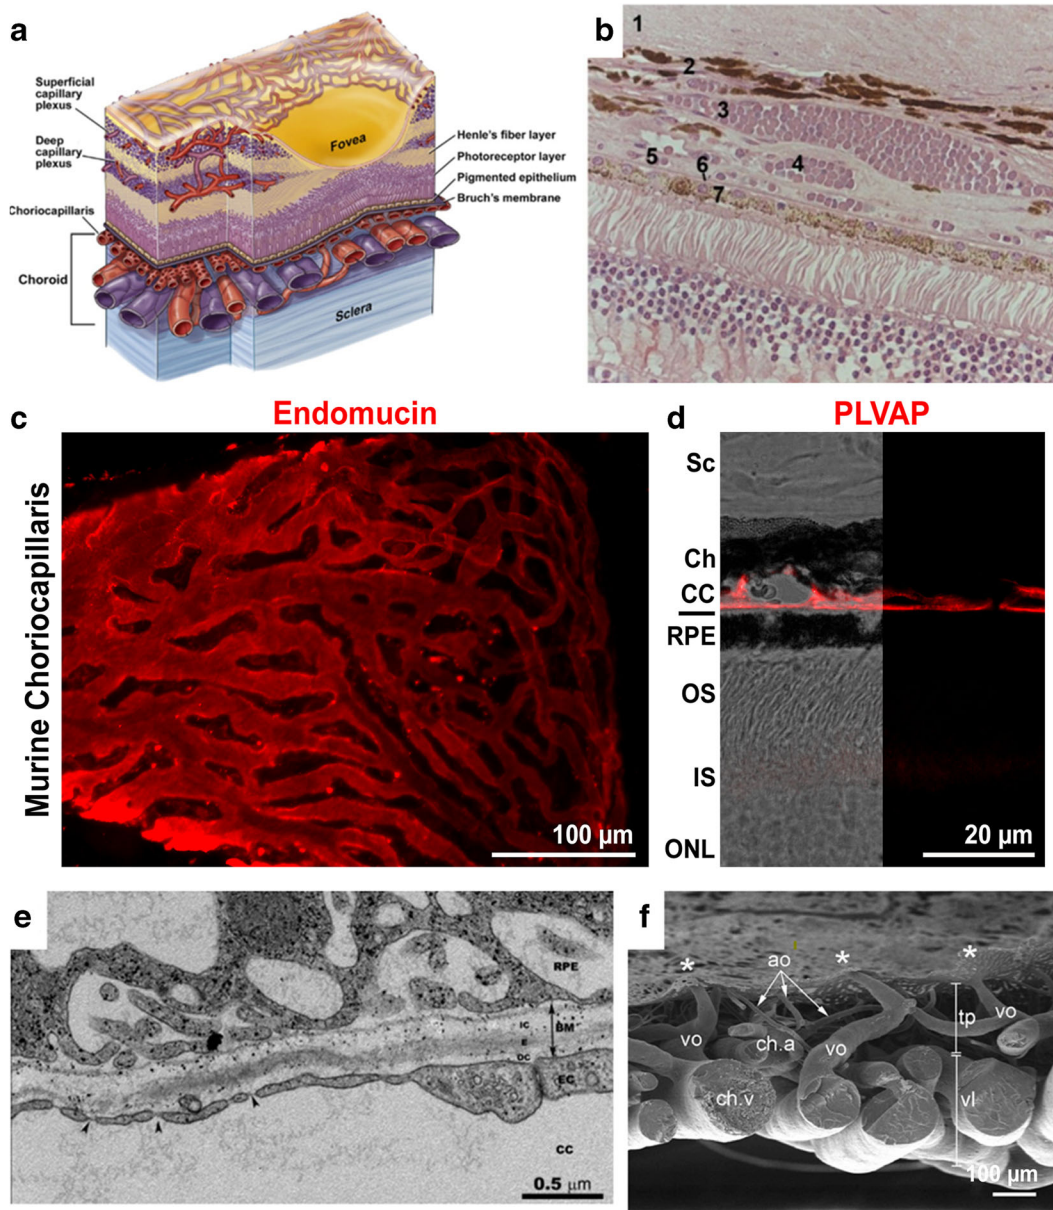 a
Superficial
capillary
plexus
Deep
capillary
plexus
Choriocapillaris
Choroid
Fovea
Henle's fiber layer
Photoreceptor layer
Pigmented epithelium
Bruch's membrane
Sclera
b
1
2
3
4
5
6
7
c
Endomucin
Murine Choriocapillaris
100 µm
d
PLVAP
Sc
Ch
CC
RPE
OS
IS
ONL
20 µm
e
RPE
IC
BM
E
OC
EC
CC
0.5 µm
f
*
*
*
ao
vo
ch.a
vo
vo
tp
ch.v
vl
100 µm